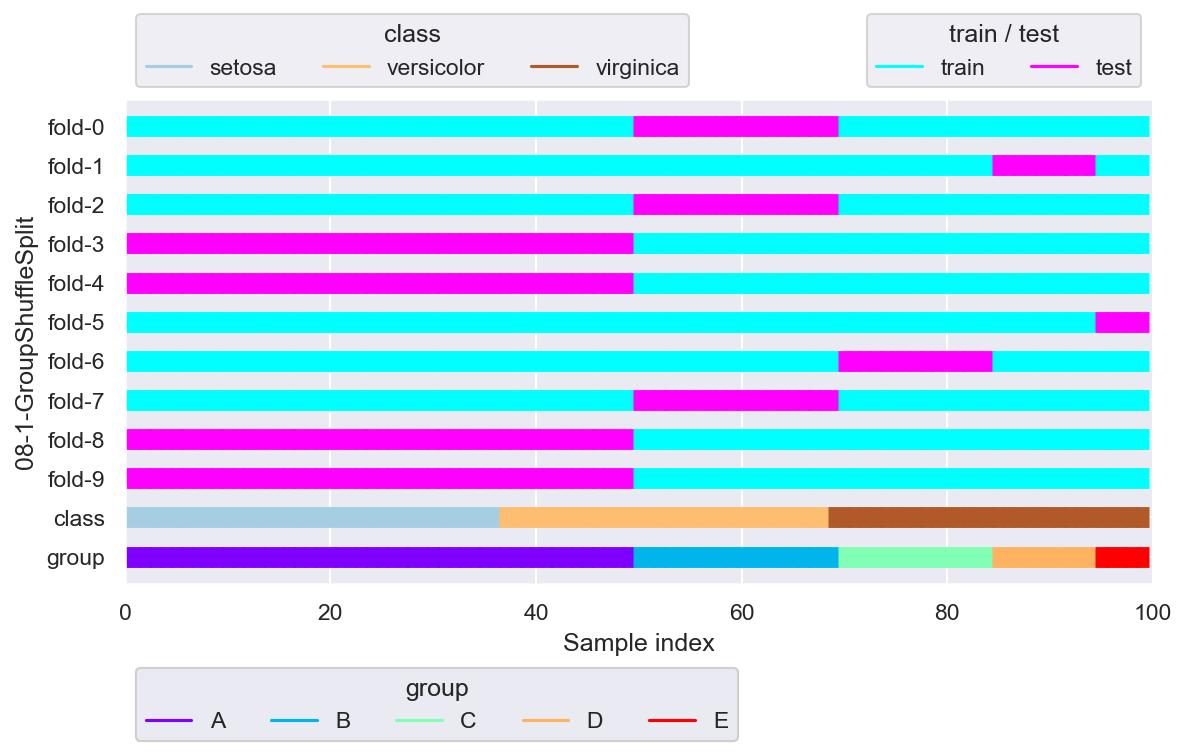 class
setosa versicolor virginica
train / test
train test
08-1-GroupShuffleSplit
fold-0
fold-1
fold-2
fold-3
fold-4
fold-5
fold-6
fold-7
fold-8
fold-9
class
group
0 20 40 60 80 100
Sample index
group
A B C D E